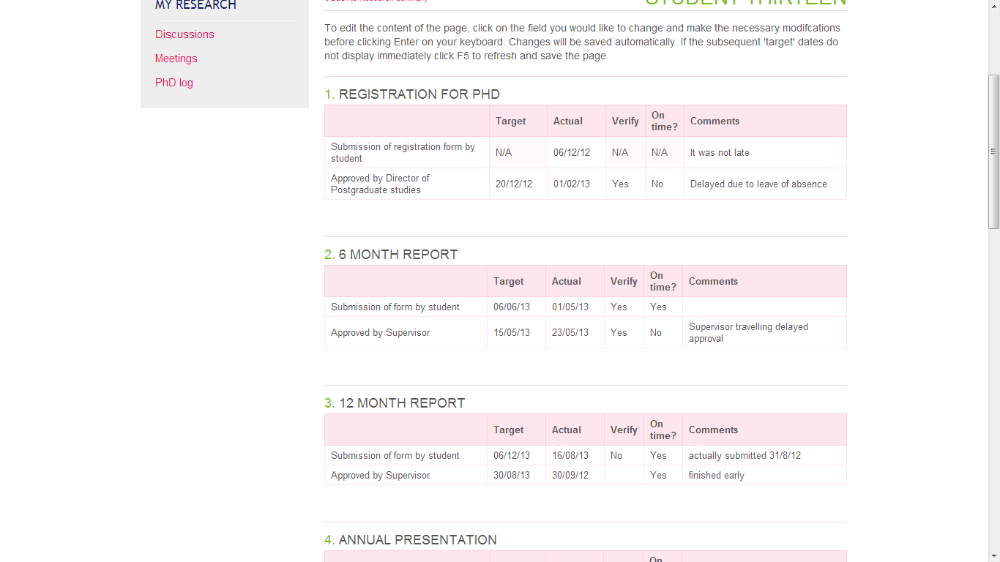 MY RESEARCH
Discussions
Meetings
PhD log
STUDENT THIRTEEN
To edit the content of the page, click on the field you would like to change and make the necessary modifcations
before clicking Enter on your keyboard. Changes will be saved automatically. If the subsequent 'target' dates do
not display immediately click F5 to refresh and save the page.
1. REGISTRATION FOR PHD
Target Actual Verify On time? Comments
Submission of registration form by
student N/A 06/12/12 N/A N/A It was not late
Approved by Director of
Postgraduate studies 20/12/12 01/02/13 Yes No Delayed due to leave of absence
2. 6 MONTH REPORT
Target Actual Verify On time? Comments
Submission of form by student 06/06/13 01/05/13 Yes Yes
Approved by Supervisor 15/05/13 23/05/13 Yes No Supervisor travelling delayed
approval
3. 12 MONTH REPORT
Target Actual Verify On time? Comments
Submission of form by student 06/12/13 16/08/13 No Yes actually submitted 31/8/12
Approved by Supervisor 30/08/13 30/09/12 Yes finished early
4. ANNUAL PRESENTATION
On